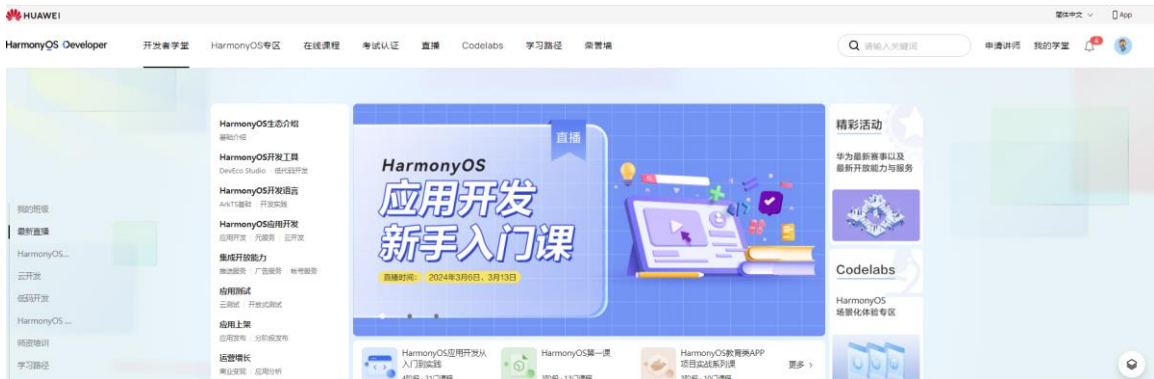 HUAWEI
简体中文
App
HarmonyOS Developer
开发者学堂 HarmonyOS专区 在线课程 考试认证 直播 Codelabs 学习路径 荣誉墙
请输入关键词
申请讲师 我的学堂
4
我的班级
最新直播
HarmonyOS...
云开发
低码开发
HarmonyOS ...
师资培训
学习路径
HarmonyOS生态介绍
基础介绍
HarmonyOS开发工具
DevEco Studio 低代码开发
HarmonyOS开发语言
ArkTS基础 开发实践
HarmonyOS应用开发
应用开发 元服务 云开发
集成开放能力
推送服务 广告服务 帐号服务
应用测试
云测试 开放式测试
应用上架
应用发布 分阶段发布
运营增长
商业变现 应用分析
直播
HarmonyOS
应用开发
新手入门课
直播时间: 2024年3月6日、3月13日
精彩活动
华为最新赛事以及
最新开放能力与服务
Codelabs
HarmonyOS
场景化体验专区
HarmonyOS应用开发从
入门到实践
HarmonyOS第一课
HarmonyOS教育类APP
项目实战系列课
更多